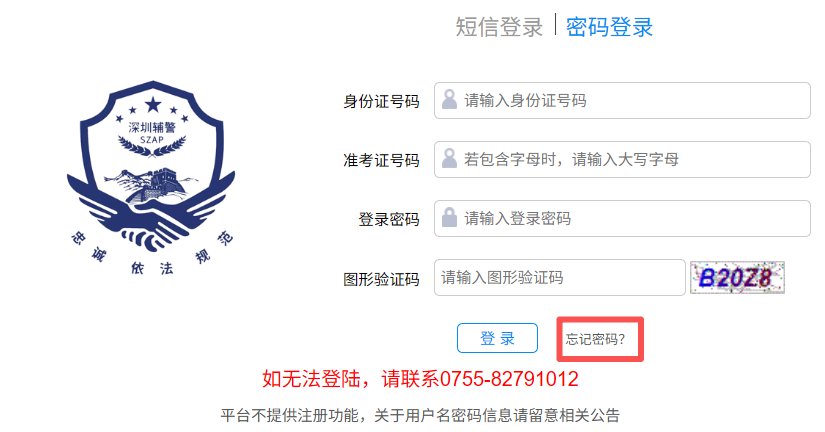 短信登录 密码登录
深圳辅警
SZAP
忠诚 依法 规范
身份证号码 请输入身份证号码
准考证号码 若包含字母时，请输入大写字母
登录密码 请输入登录密码
图形验证码 请输入图形验证码 B20Z8
登 录 忘记密码？
如无法登陆，请联系0755-82791012
平台不提供注册功能，关于用户名密码信息请留意相关公告